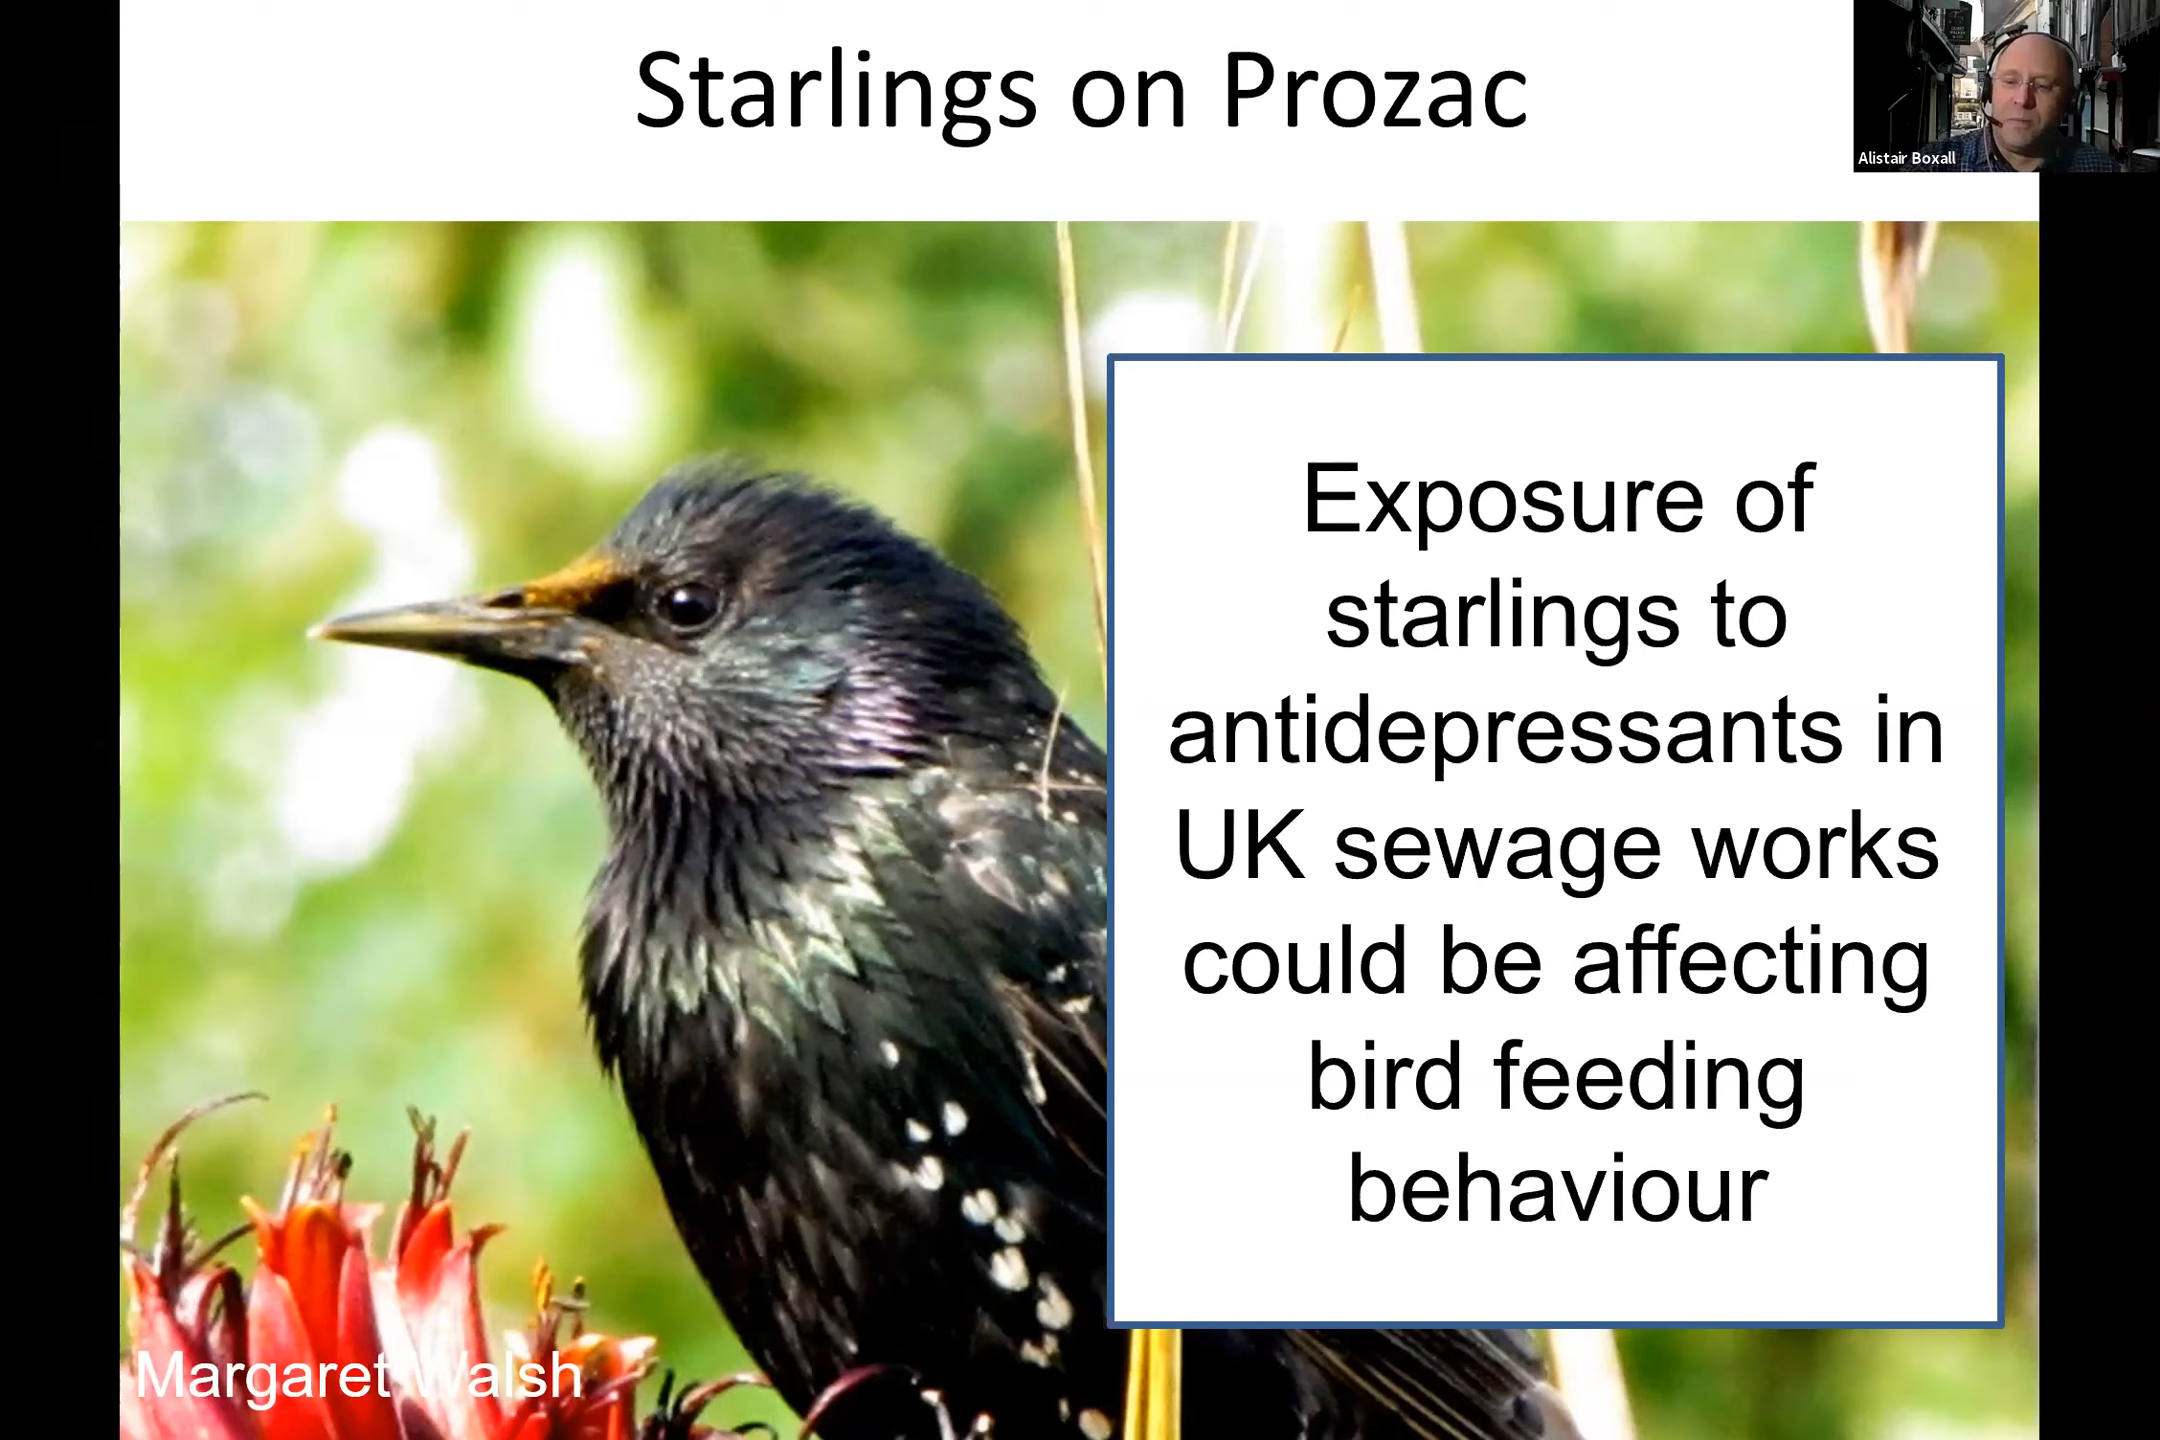 Starlings on Prozac
Alistair Boxall
Exposure of
starlings to
antidepressants in
UK sewage works
could be affecting
bird feeding
behaviour
Margaret Walsh